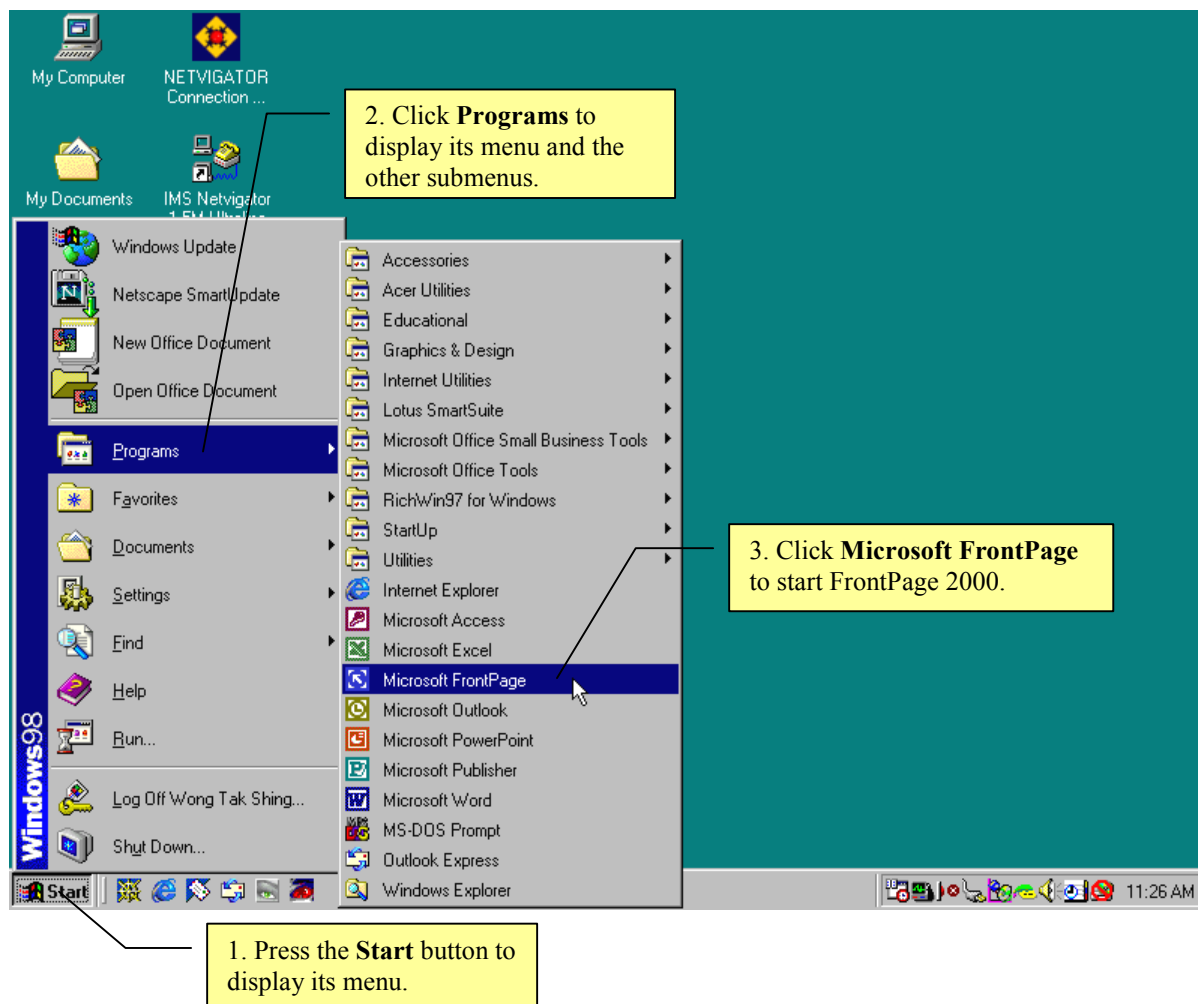 My Computer
NETVIGATOR
Connection ...
2. Click Programs to
display its menu and the
other submenus.
My Documents
IMS Netvigator
Windows Update
Netscape SmartUpdate
New Office Document
Open Office Document
Programs
Favorites
Documents
Settings
Find
Help
Run...
Log Off Wong Tak Shing...
Shut Down...
Windows98
Accessories
Acer Utilities
Educational
Graphics & Design
Internet Utilities
Lotus SmartSuite
Microsoft Office Small Business Tools
Microsoft Office Tools
RichWin97 for Windows
StartUp
Utilities
Internet Explorer
Microsoft Access
Microsoft Excel
Microsoft FrontPage
Microsoft Outlook
Microsoft PowerPoint
Microsoft Publisher
Microsoft Word
MS-DOS Prompt
Outlook Express
Windows Explorer
3. Click Microsoft FrontPage
to start FrontPage 2000.
Start
11:26 AM
1. Press the Start button to
display its menu.